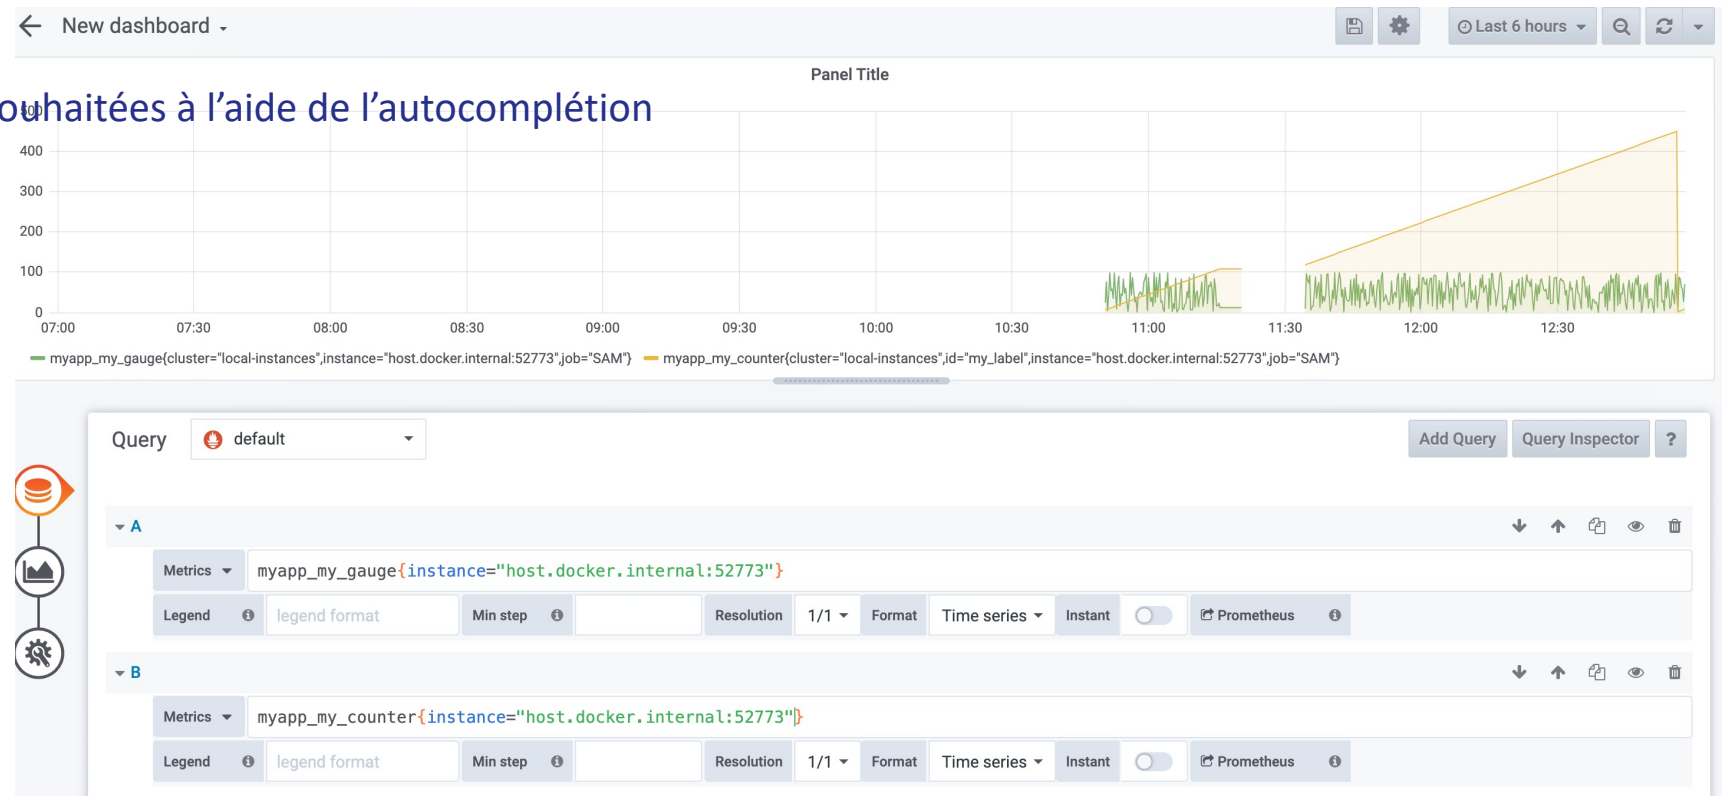 New dashboard
Last 6 hours
Panel Title
ouhaitées à l’aide de l’autocomplétion
500
400
300
200
100
0
07:00 07:30 08:00 08:30 09:00 09:30 10:00 10:30 11:00 11:30 12:00 12:30
myapp_my_gauge{cluster="local-instances",instance="host.docker.internal:52773",job="SAM"} myapp_my_counter{cluster="local-instances",id="my_label",instance="host.docker.internal:52773",job="SAM"}
Query default Add Query Query Inspector ?
A
Metrics myapp_my_gauge{instance="host.docker.internal:52773"}
Legend legend format Min step Resolution 1/1 Format Time series Instant Prometheus
B
Metrics myapp_my_counter{instance="host.docker.internal:52773"}
Legend legend format Min step Resolution 1/1 Format Time series Instant Prometheus